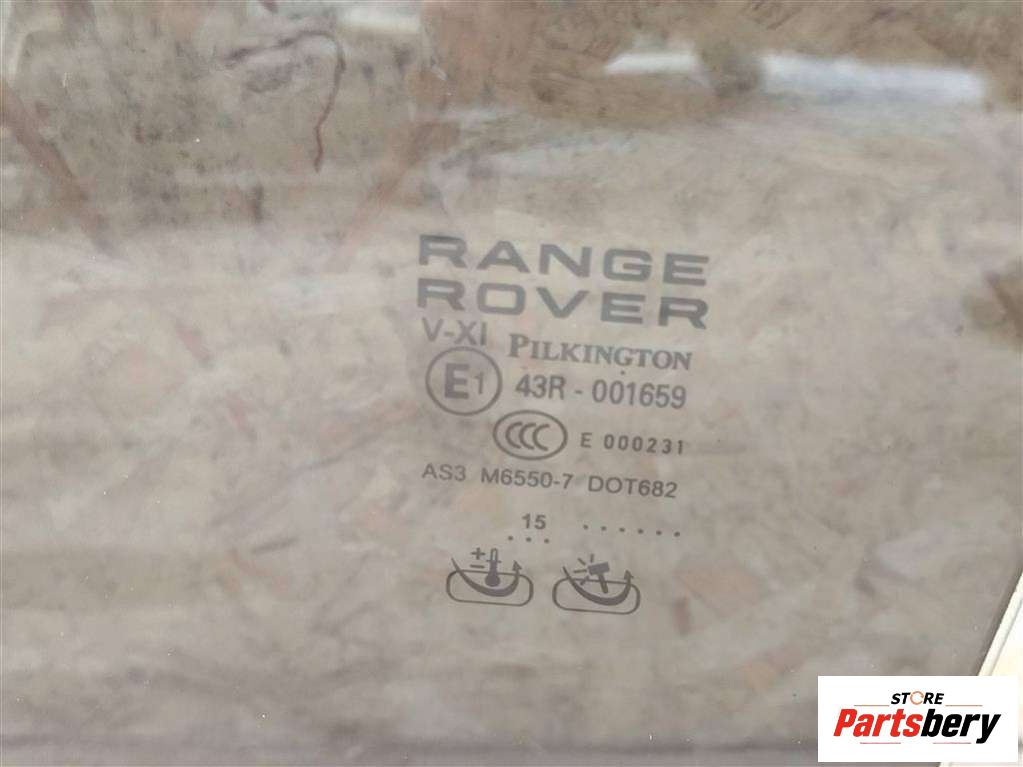 RANGE
ROVER
V-XI PILKINGTON
E1 43R - 001659
CCC E 000231
AS3 M6550-7 DOT682
. 15 ......
...
±
STORE
Partsbery